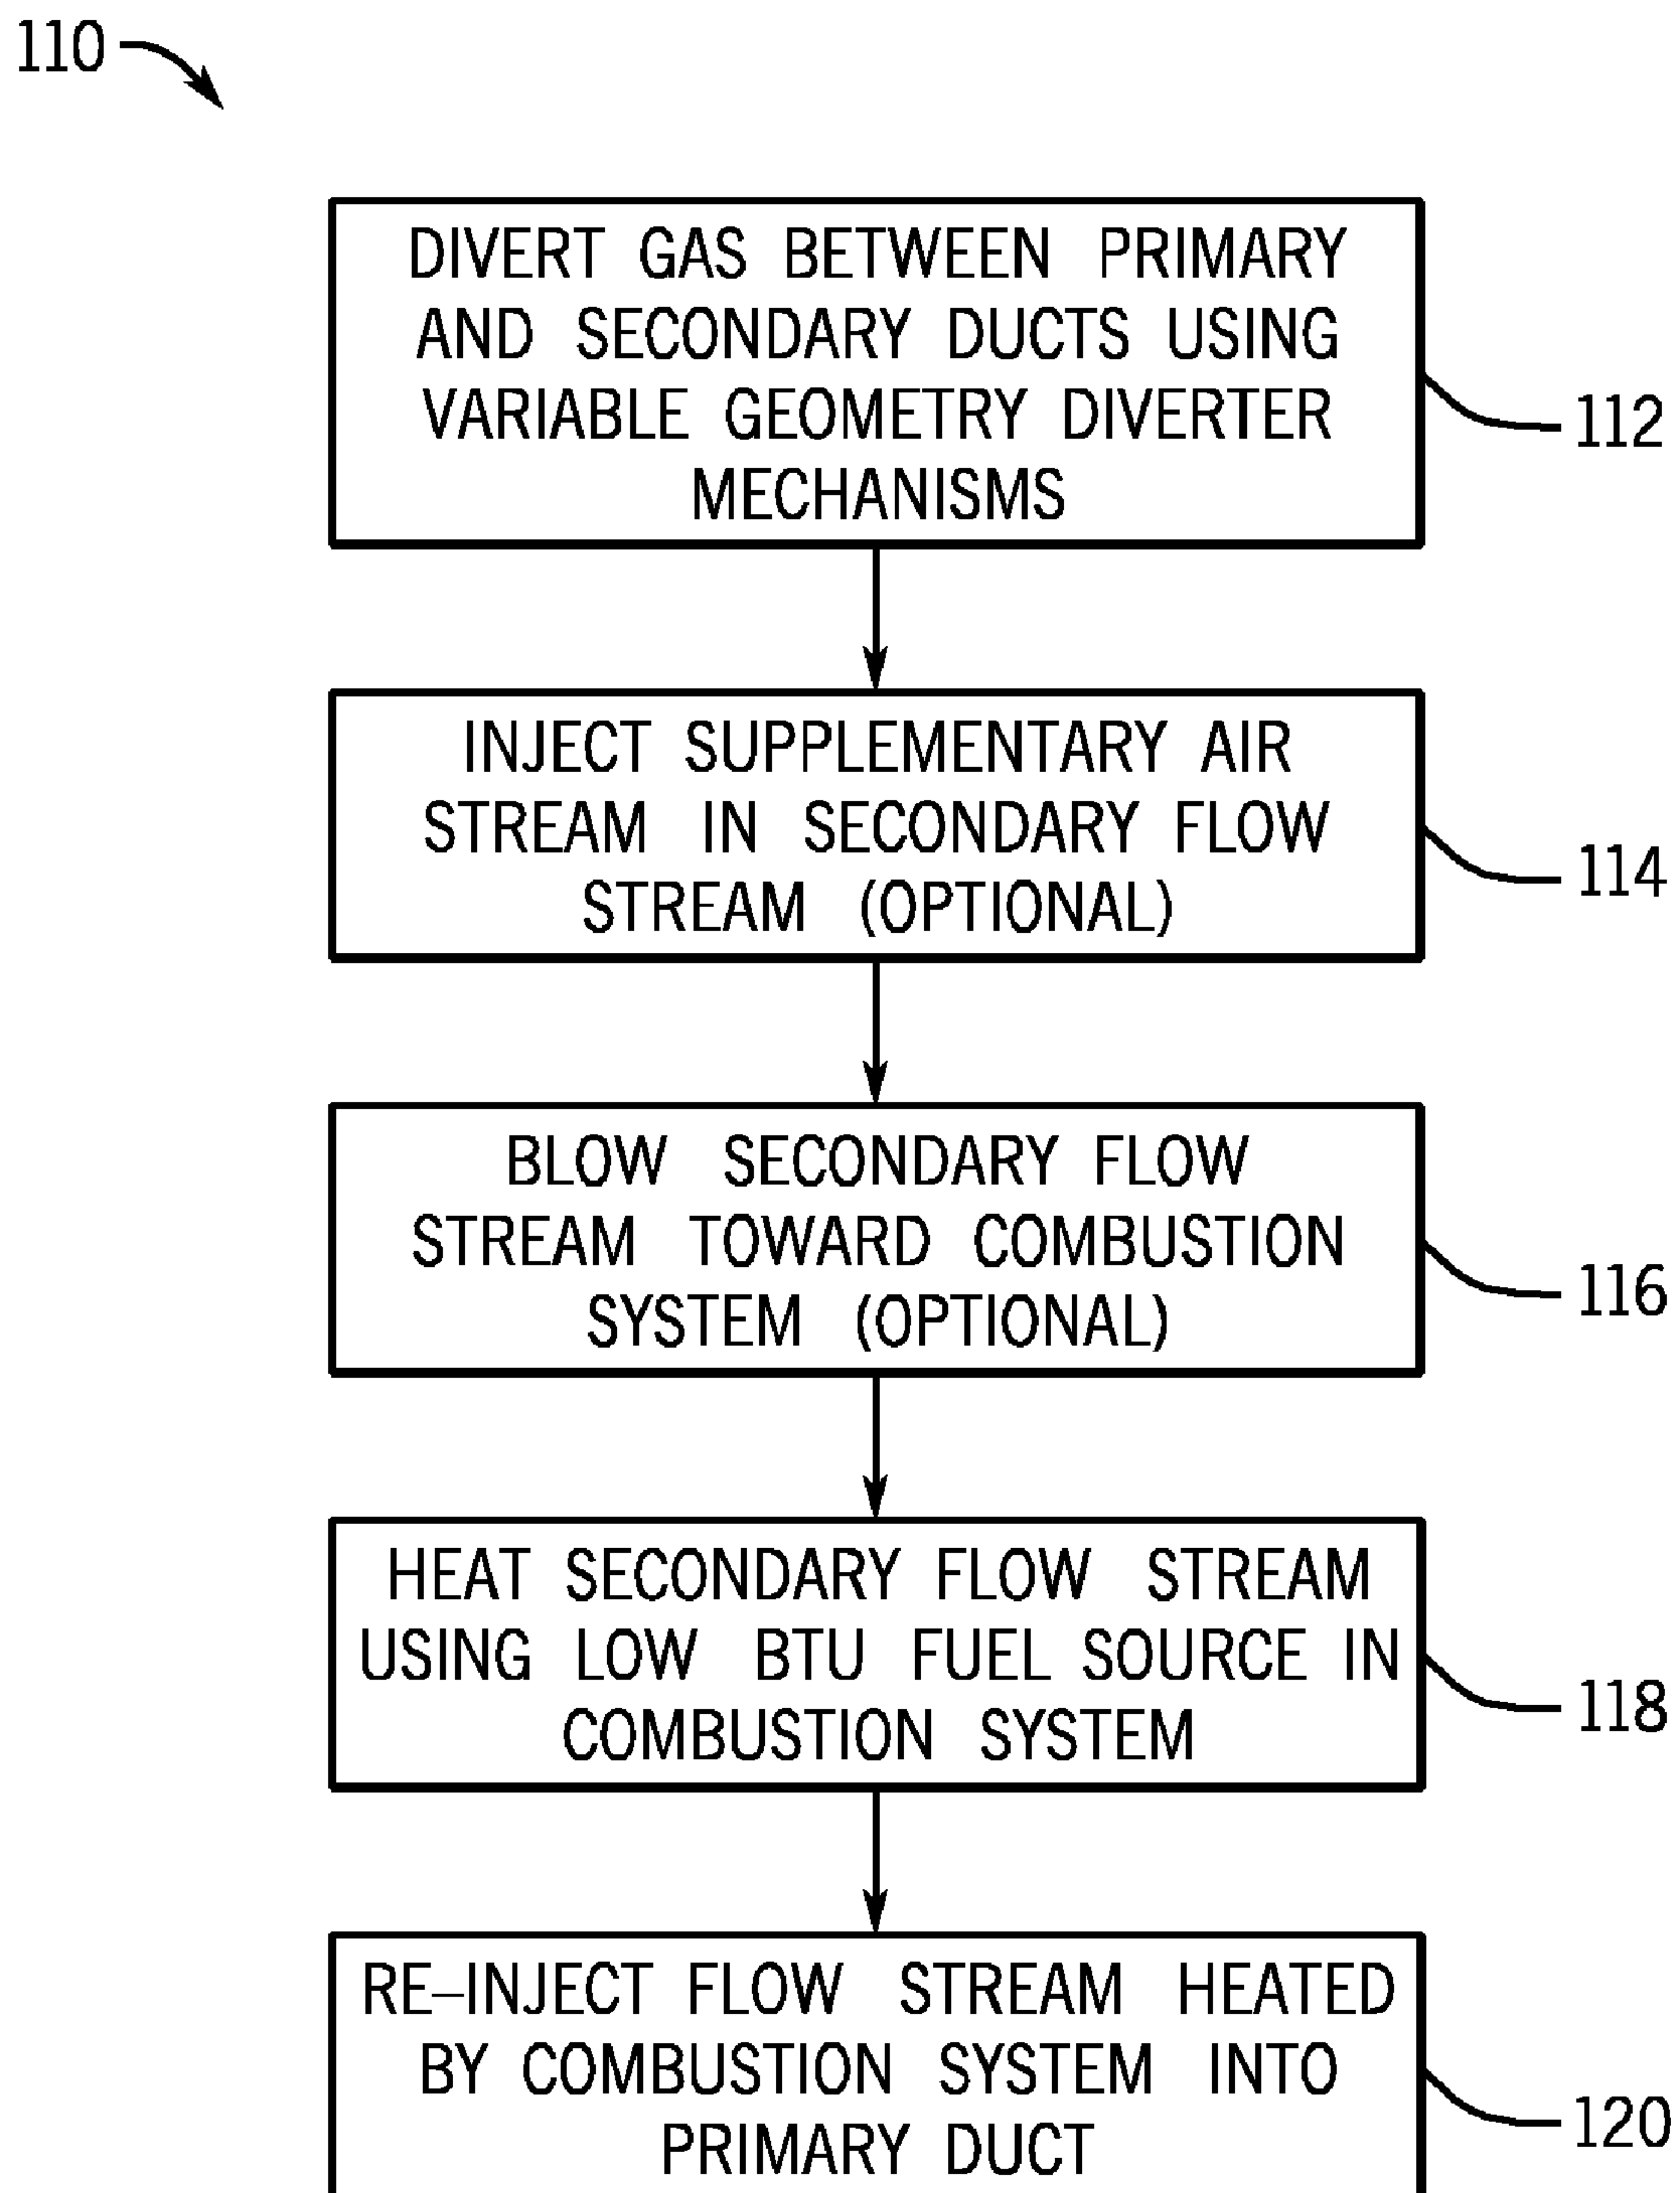 110
DIVERT GAS BETWEEN PRIMARY
AND SECONDARY DUCTS USING
VARIABLE GEOMETRY DIVERTER
MECHANISMS
112
INJECT SUPPLEMENTARY AIR
STREAM IN SECONDARY FLOW
STREAM (OPTIONAL)
114
BLOW SECONDARY FLOW
STREAM TOWARD COMBUSTION
SYSTEM (OPTIONAL)
116
HEAT SECONDARY FLOW STREAM
USING LOW BTU FUEL SOURCE IN
COMBUSTION SYSTEM
118
RE–INJECT FLOW STREAM HEATED
BY COMBUSTION SYSTEM INTO
PRIMARY DUCT
120